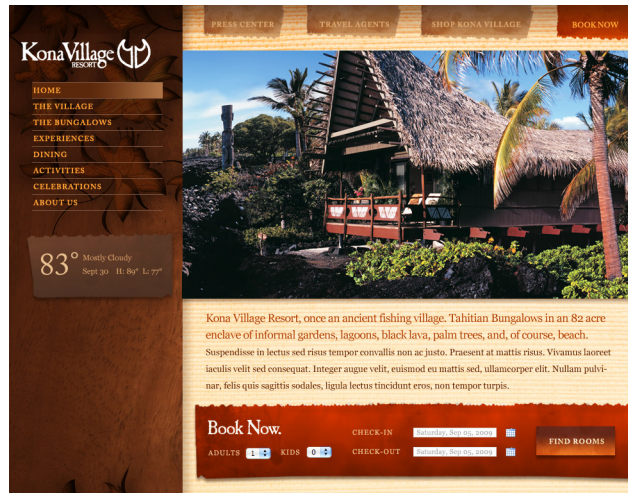 PRESS CENTER
TRAVEL AGENTS
SHOP KONA VILLAGE
BOOK NOW
Kona Village
RESORT
HOME
THE VILLAGE
THE BUNGALOWS
EXPERIENCES
DINING
ACTIVITIES
CELEBRATIONS
ABOUT US
83°
Mostly Cloudy
Sept 30 H: 89° L: 77°
Kona Village Resort, once an ancient fishing village. Tahitian Bungalows in an 82 acre
enclave of informal gardens, lagoons, black lava, palm trees, and, of course, beach.
Suspendisse in lectus sed risus tempor convallis non ac justo. Praesent at mattis risus. Vivamus laoreet
iaculis velit sed consequat. Integer augue velit, euismod eu mattis sed, ullamcorper elit. Nullam pulvi-
nar, felis quis sagittis sodales, ligula lectus tincidunt eros, non tempor turpis.
Book Now.
ADULTS 1 KIDS 0
CHECK-IN Saturday, Sep 05, 2009
CHECK-OUT Saturday, Sep 05, 2009
FIND ROOMS